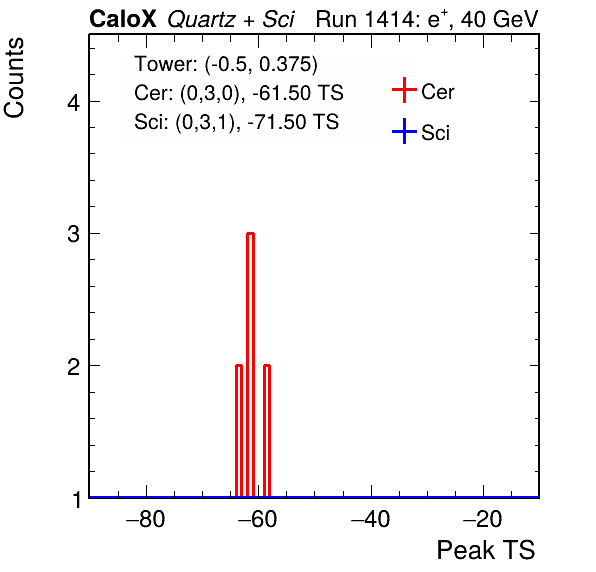 CaloX Quartz + Sci Run 1414: e⁺, 40 GeV
Counts
Tower: (-0.5, 0.375)
Cer: (0,3,0), -61.50 TS
Sci: (0,3,1), -71.50 TS
Cer
Sci
4
3
2
1
−80 −60 −40 −20
Peak TS